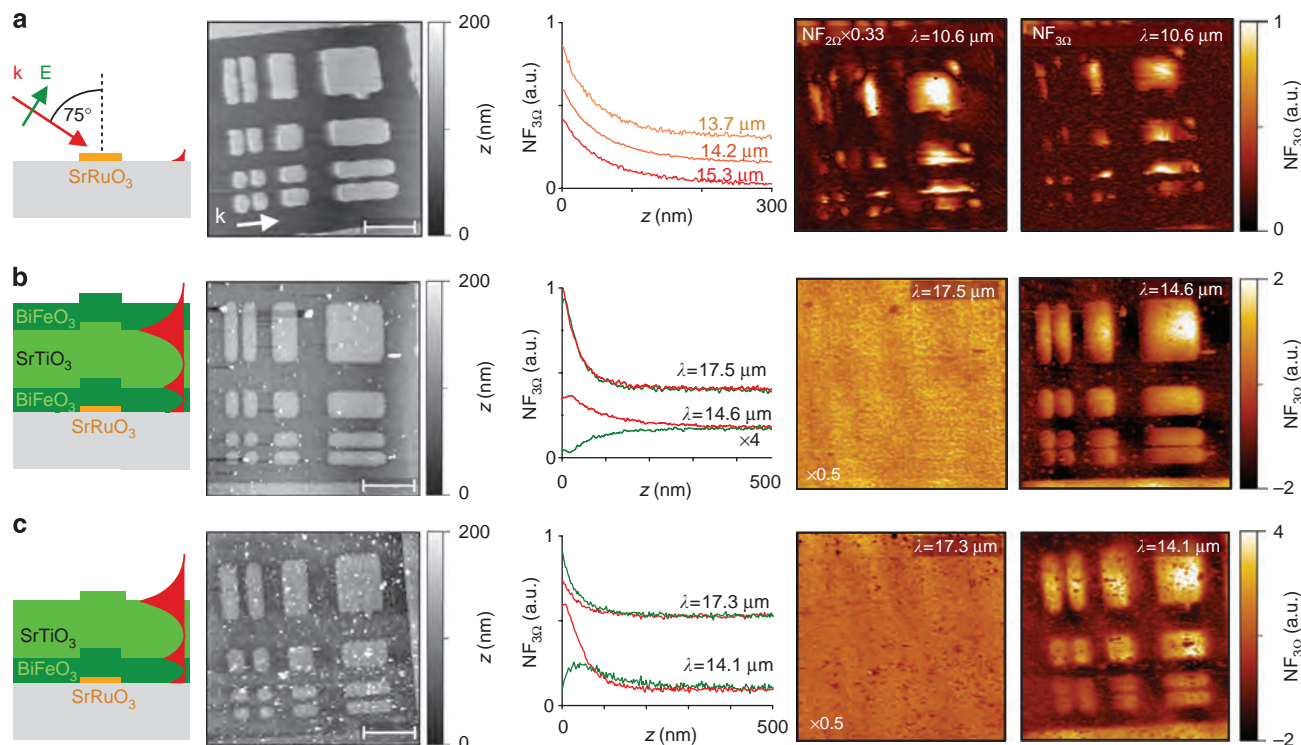 a
k
E
75°
SrRuO3
k
200
z (nm)
0
1
NF3Ω (a.u.)
0
13.7 µm
14.2 µm
15.3 µm
0
300
z (nm)
NF2Ω×0.33
λ=10.6 µm
NF3Ω
λ=10.6 µm
1
NF3Ω (a.u.)
0
b
BiFeO3
SrTiO3
BiFeO3
SrRuO3
200
z (nm)
0
1
NF3Ω (a.u.)
0
λ=17.5 µm
λ=14.6 µm
×4
0
500
z (nm)
λ=17.5 µm
×0.5
λ=14.6 µm
2
NF3Ω (a.u.)
−2
c
SrTiO3
BiFeO3
SrRuO3
200
z (nm)
0
1
NF3Ω (a.u.)
0
λ=17.3 µm
λ=14.1 µm
0
500
z (nm)
λ=17.3 µm
×0.5
λ=14.1 µm
4
NF3Ω (a.u.)
−2